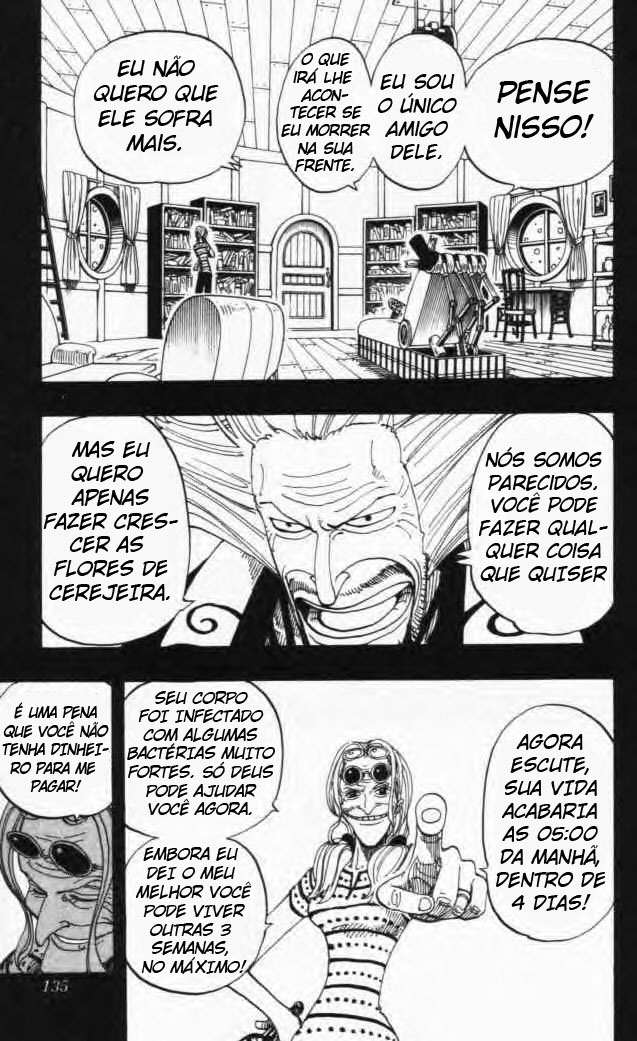 PENSE
NISSO!
EU SOU
O ÚNICO
AMIGO
DELE.
O QUE
IRÁ LHE
ACON-
TECER SE
EU MORRER
NA SUA
FRENTE.
EU NÃO
QUERO QUE
ELE SOFRA
MAIS.
NÓS SOMOS
PARECIDOS.
VOCÊ PODE
FAZER QUAL-
QUER COISA
QUE QUISER
MAS EU
QUERO
APENAS
FAZER CRES-
CER AS
FLORES DE
CEREJEIRA.
AGORA
ESCUTE,
SUA VIDA
ACABARIA
AS 05:00
DA MANHÃ,
DENTRO DE
4 DIAS!
SEU CORPO
FOI INFECTADO
COM ALGUMAS
BACTÉRIAS MUITO
FORTES. SÓ DEUS
PODE AJUDAR
VOCÊ AGORA.
EMBORA EU
DEI O MEU
MELHOR VOCÊ
PODE VIVER
OUTRAS 3
SEMANAS,
NO MÁXIMO!
É UMA PENA
QUE VOCÊ NÃO
TENHA DINHEI-
RO PARA ME
PAGAR!
135